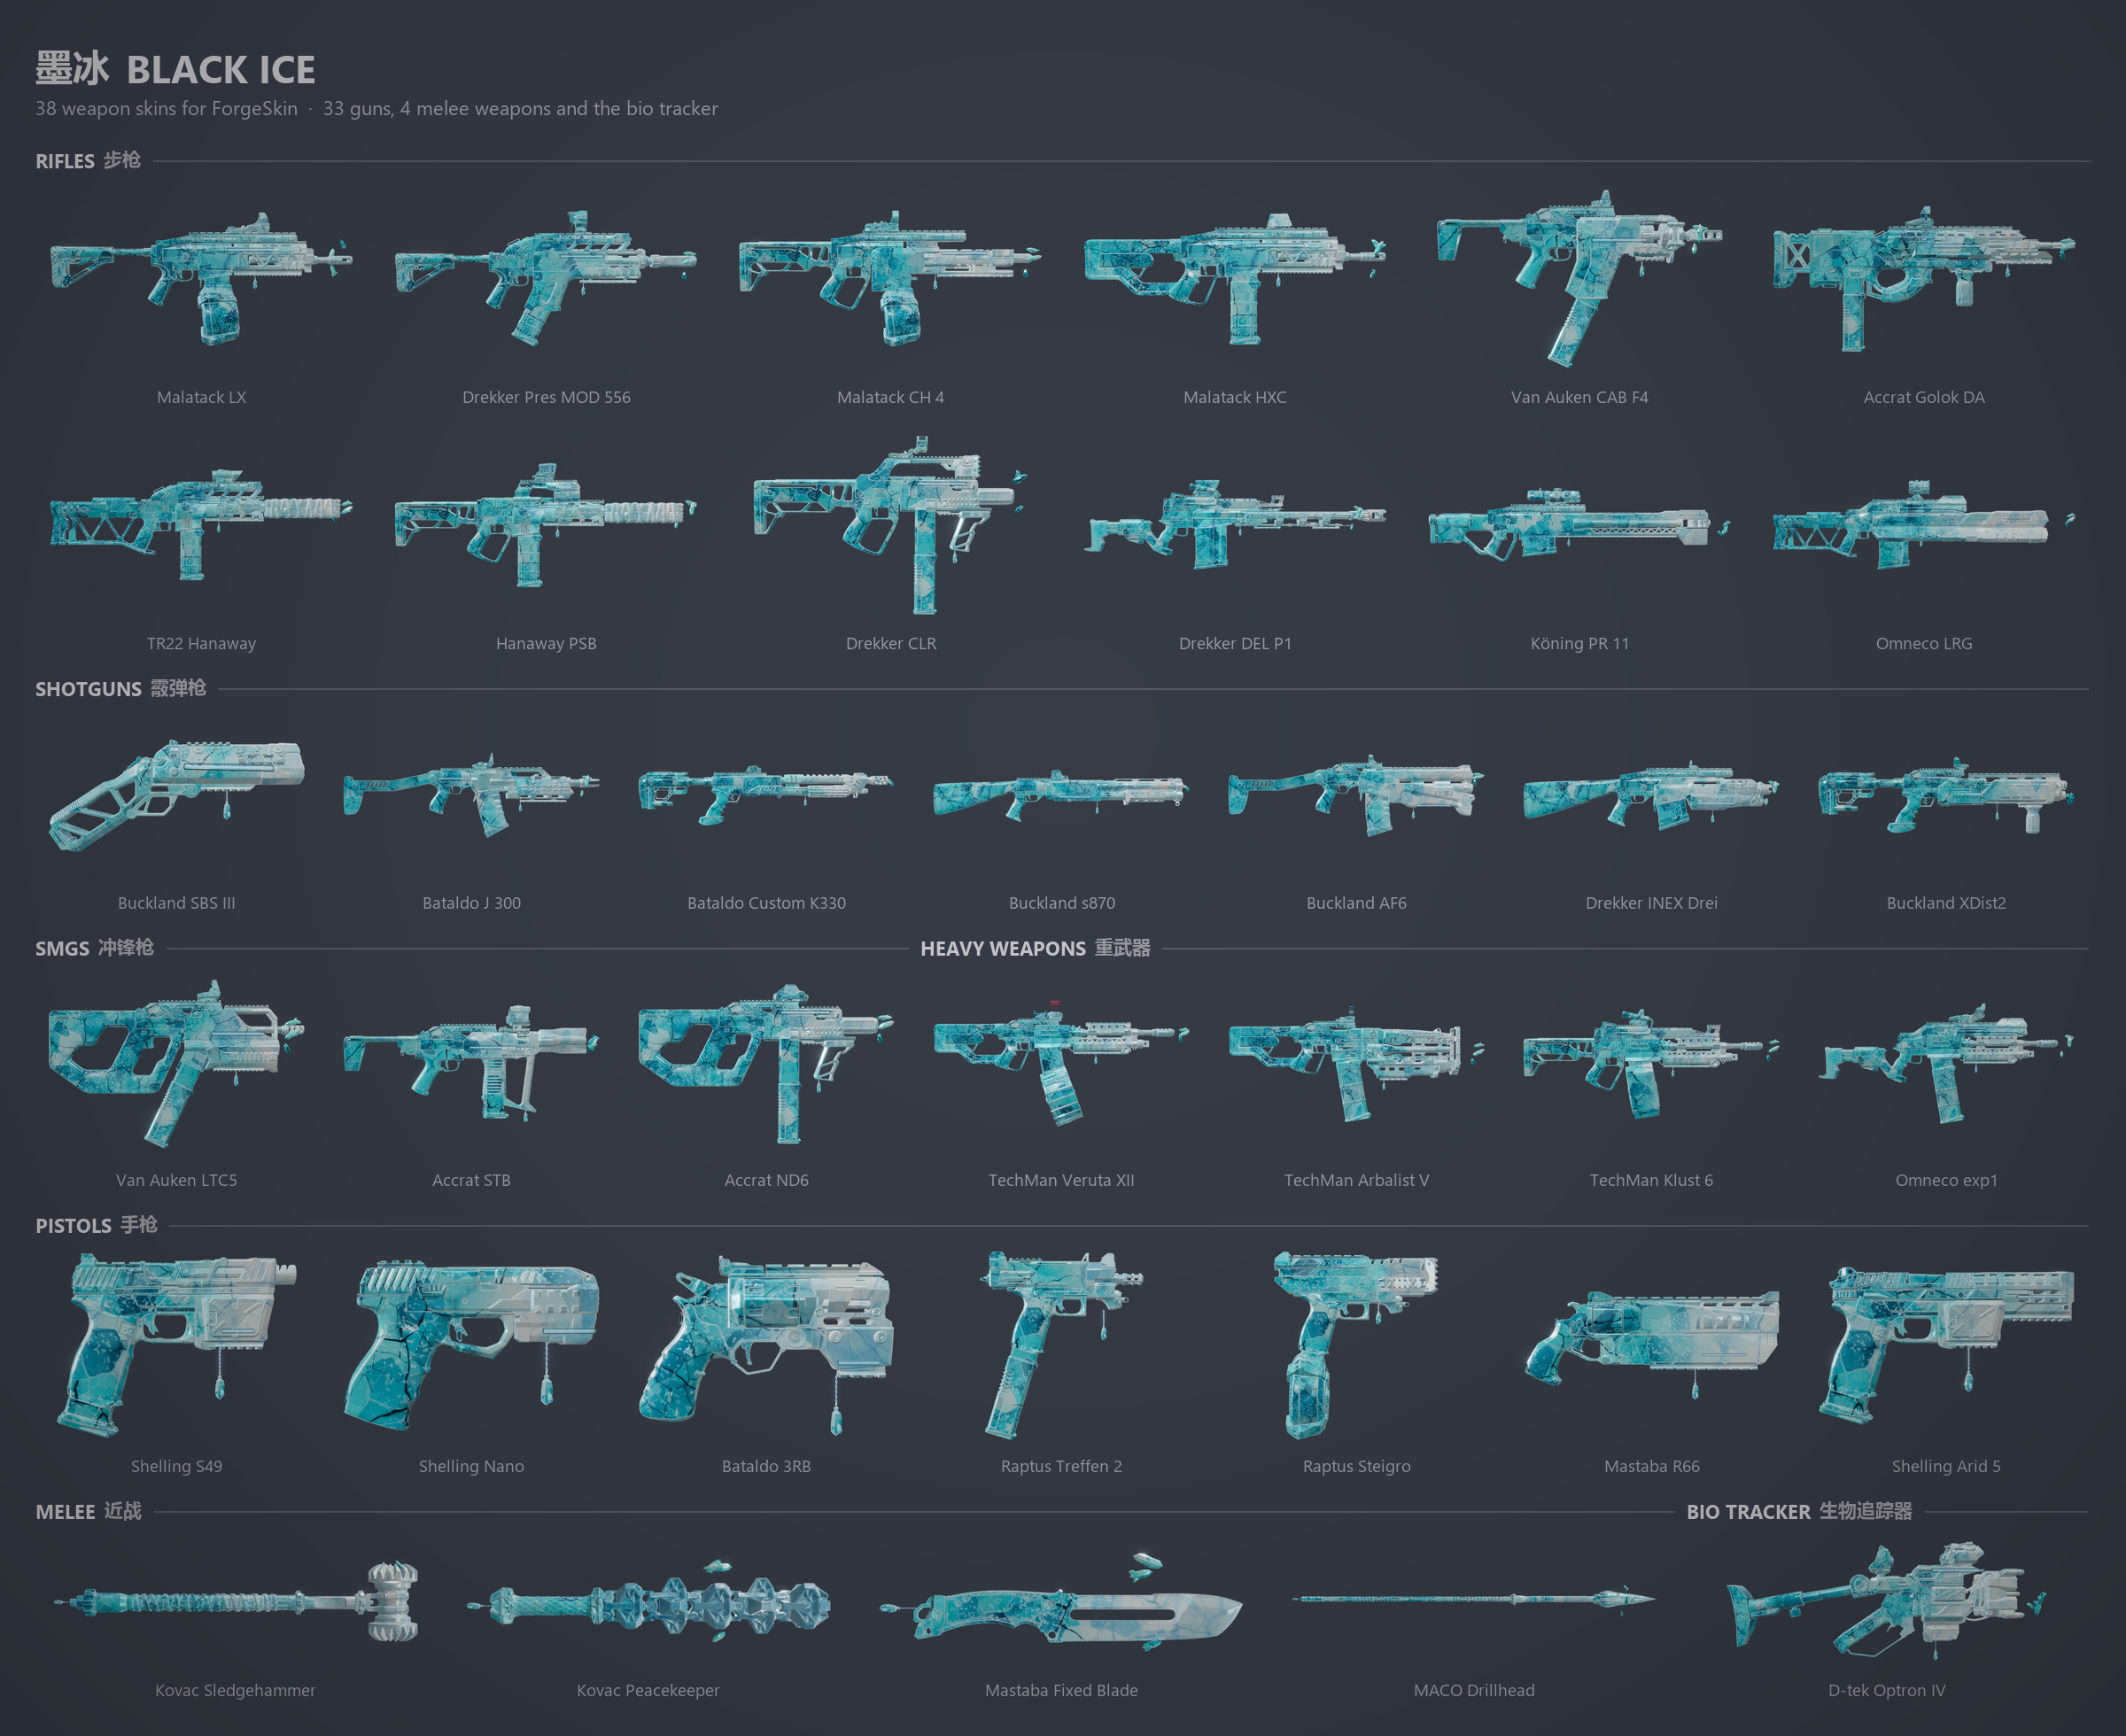 墨冰 BLACK ICE
38 weapon skins for ForgeSkin · 33 guns, 4 melee weapons and the bio tracker
RIFLES 步枪
Malatack LX
Drekker Pres MOD 556
Malatack CH 4
Malatack HXC
Van Auken CAB F4
Accrat Golok DA
TR22 Hanaway
Hanaway PSB
Drekker CLR
Drekker DEL P1
Köning PR 11
Omneco LRG
SHOTGUNS 霰弹枪
Buckland SBS III
Bataldo J 300
Bataldo Custom K330
Buckland s870
Buckland AF6
Drekker INEX Drei
Buckland XDist2
SMGS 冲锋枪
HEAVY WEAPONS 重武器
Van Auken LTC5
Accrat STB
Accrat ND6
TechMan Veruta XII
TechMan Arbalist V
TechMan Klust 6
Omneco exp1
PISTOLS 手枪
Shelling S49
Shelling Nano
Bataldo 3RB
Raptus Treffen 2
Raptus Steigro
Mastaba R66
Shelling Arid 5
MELEE 近战
BIO TRACKER 生物追踪器
Kovac Sledgehammer
Kovac Peacekeeper
Mastaba Fixed Blade
MACO Drillhead
D-tek Optron IV